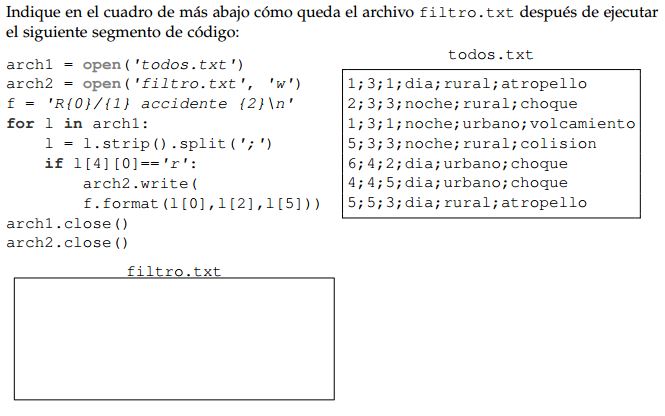 Indique en el cuadro de más abajo cómo queda el archivo filtro.txt después de ejecutar
el siguiente segmento de código:
arch1 = open('todos.txt')
arch2 = open('filtro.txt', 'w')
f = 'R{0}/{1} accidente {2}\n'
for l in arch1:
    l = l.strip().split(';')
    if l[4][0]=='r':
        arch2.write(
        f.format(l[0],l[2],l[5]))
arch1.close()
arch2.close()
todos.txt
1;3;1;dia;rural;atropello
2;3;3;noche;rural;choque
1;3;1;noche;urbano;volcamiento
5;3;3;noche;rural;colision
6;4;2;dia;urbano;choque
4;4;5;dia;urbano;choque
5;5;3;dia;rural;atropello
filtro.txt